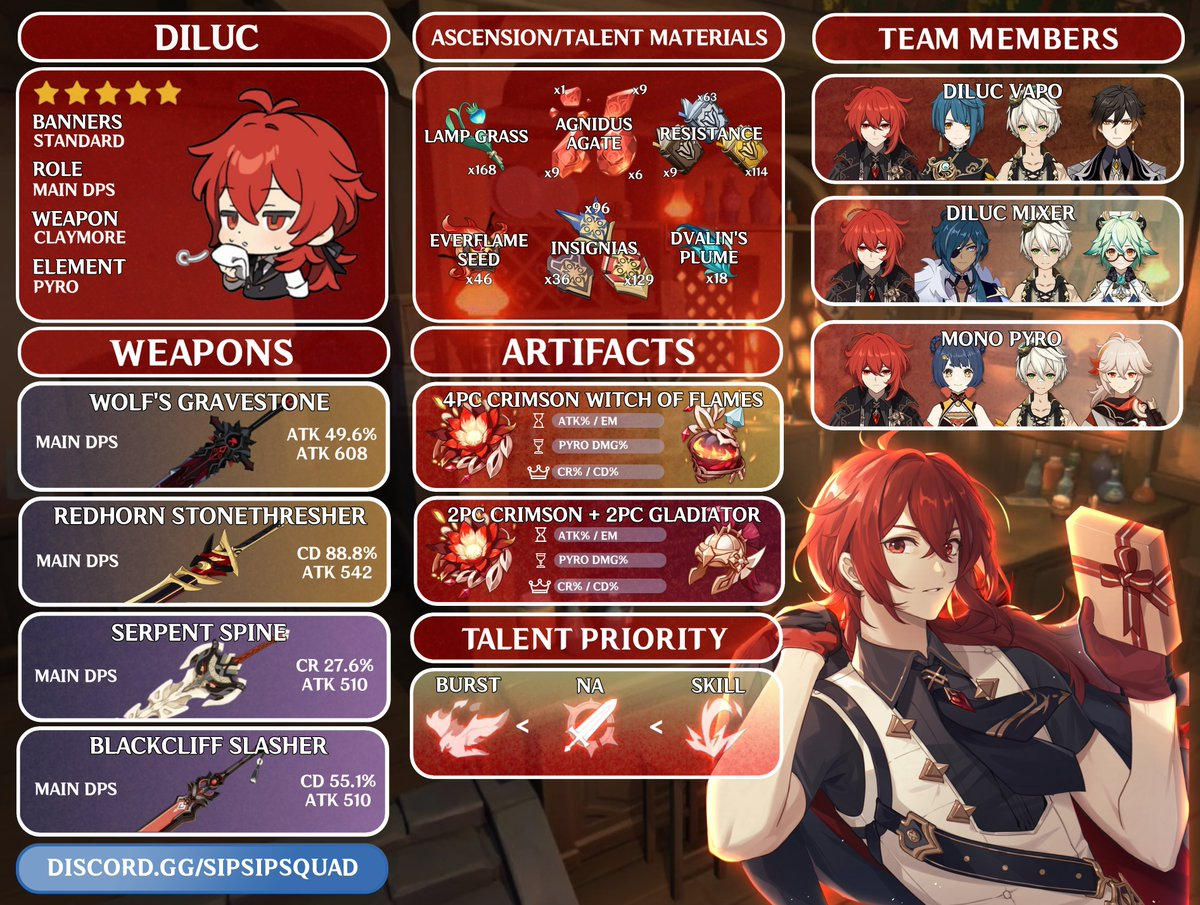 DILUC
BANNERS
STANDARD
ROLE
MAIN DPS
WEAPON
CLAYMORE
ELEMENT
PYRO
WEAPONS
WOLF'S GRAVESTONE
MAIN DPS
ATK 49.6%
ATK 608
REDHORN STONETHRESHER
MAIN DPS
CD 88.8%
ATK 542
SERPENT SPINE
MAIN DPS
CR 27.6%
ATK 510
BLACKCLIFF SLASHER
MAIN DPS
CD 55.1%
ATK 510
DISCORD.GG/SIPSIPSQUAD
ASCENSION/TALENT MATERIALS
LAMP GRASS
x168
x1
x9
AGNIDUS
AGATE
x9
x6
x63
RESISTANCE
x9
x114
EVERFLAME
SEED
x46
x96
INSIGNIAS
x36
x129
DVALIN'S
PLUME
x18
ARTIFACTS
4PC CRIMSON WITCH OF FLAMES
ATK% / EM
PYRO DMG%
CR% / CD%
2PC CRIMSON + 2PC GLADIATOR
ATK% / EM
PYRO DMG%
CR% / CD%
TALENT PRIORITY
BURST < NA < SKILL
TEAM MEMBERS
DILUC VAPO
DILUC MIXER
MONO PYRO